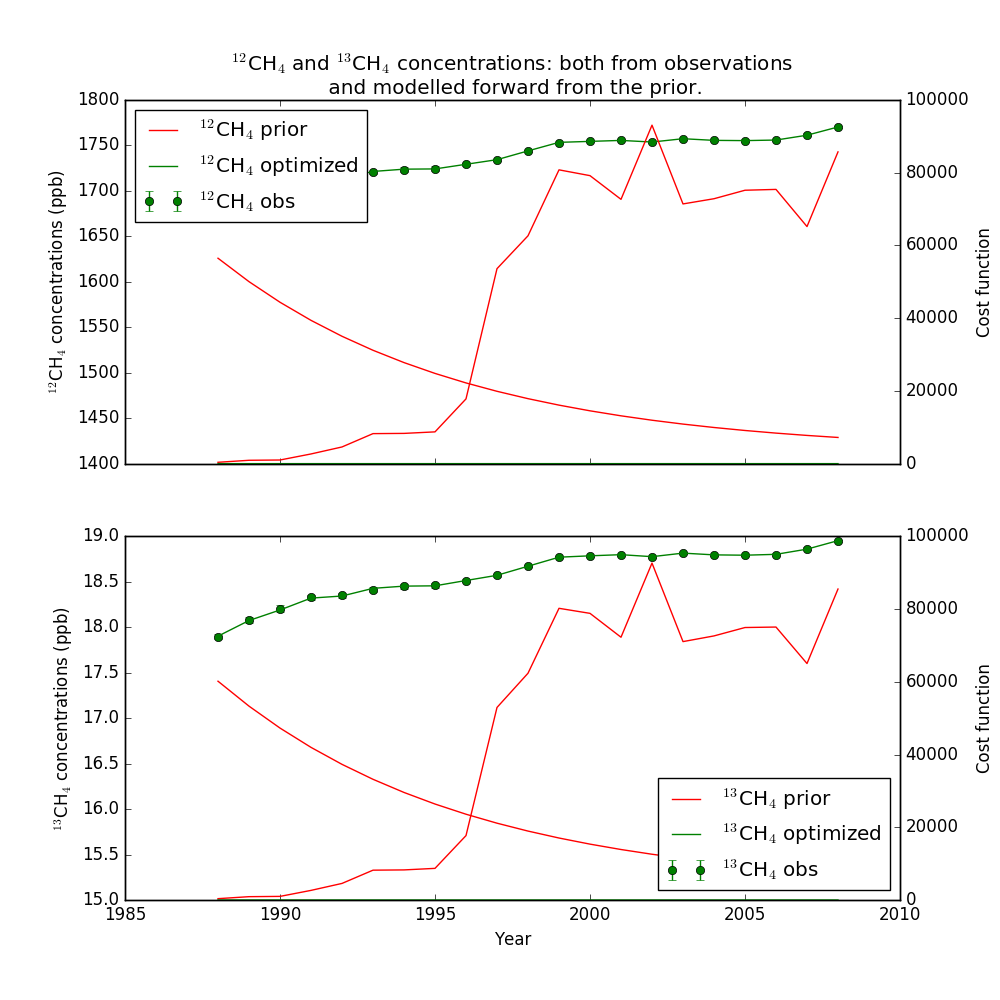 ¹²CH₄ and ¹³CH₄ concentrations: both from observations
and modelled forward from the prior.
1800
1750
1700
1650
1600
1550
1500
1450
1400
¹²CH₄ concentrations (ppb)
¹²CH₄ prior
¹²CH₄ optimized
¹²CH₄ obs
100000
80000
60000
40000
20000
0
Cost function
19.0
18.5
18.0
17.5
17.0
16.5
16.0
15.5
15.0
¹³CH₄ concentrations (ppb)
100000
80000
60000
40000
20000
0
Cost function
¹³CH₄ prior
¹³CH₄ optimized
¹³CH₄ obs
1985 1990 1995 2000 2005 2010
Year